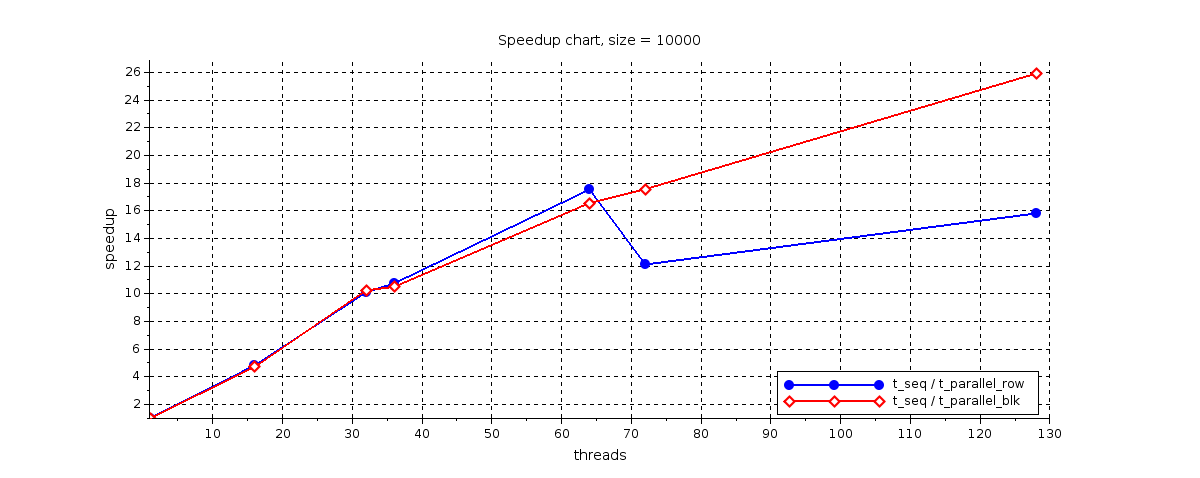 Speedup chart, size = 10000
26
24
22
20
18
16
14
12
10
8
6
4
2
speedup
t_seq / t_parallel_row
t_seq / t_parallel_blk
10 20 30 40 50 60 70 80 90 100 110 120 130
threads